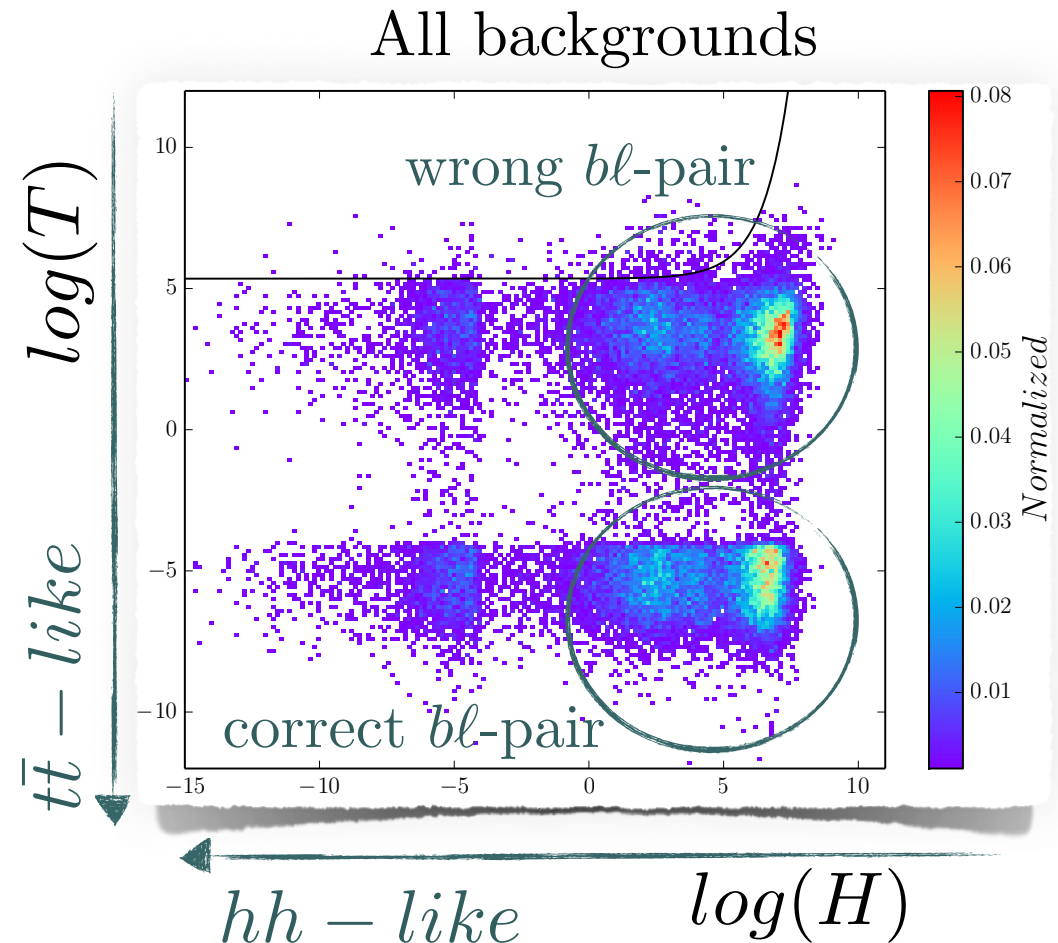 All backgrounds
log(T)
tt̄ − like
10
5
0
−5
−10
wrong bℓ-pair
correct bℓ-pair
−15
−10
−5
0
5
10
0.08
0.07
0.06
0.05
0.04
0.03
0.02
0.01
Normalized
hh − like
log(H)